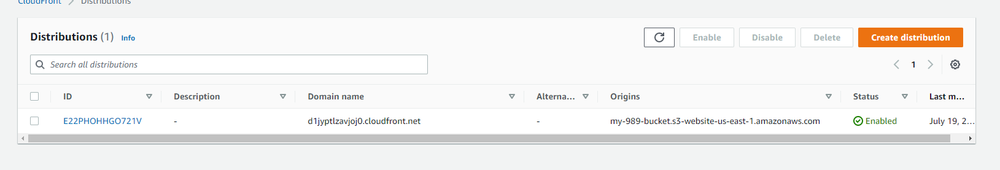 CloudFront > Distributions
Distributions (1) Info
Enable Disable Delete Create distribution
Search all distributions
1
ID Description Domain name Alterna... Origins Status Last m...
E22PHOHHGO721V - d1jyptlzavjoj0.cloudfront.net - my-989-bucket.s3-website-us-east-1.amazonaws.com Enabled July 19, 2...